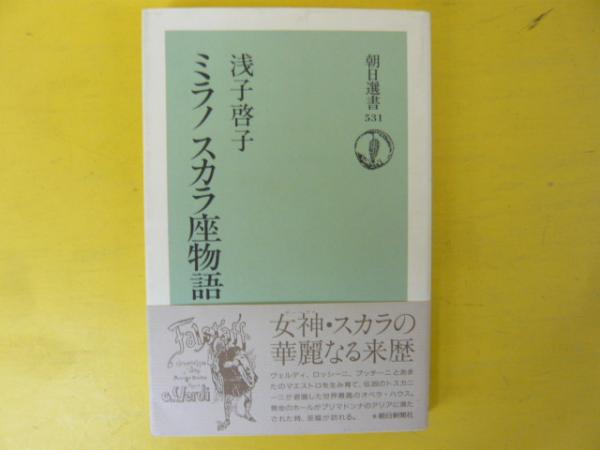 朝日選書
531
浅子啓子
ミラノ スカラ座物語
女神・スカラの
華麗なる来歴
ヴェルディ、ロッシーニ、プッチーニとあま
たのマエストロを生み育て、伝説のトスカニ
ーニが君臨した世界最高のオペラ・ハウス。
黄金のホールがプリマドンナのアリアに満た
された時、至福が訪れる。
朝日新聞社
Falstaff
G. Verdi